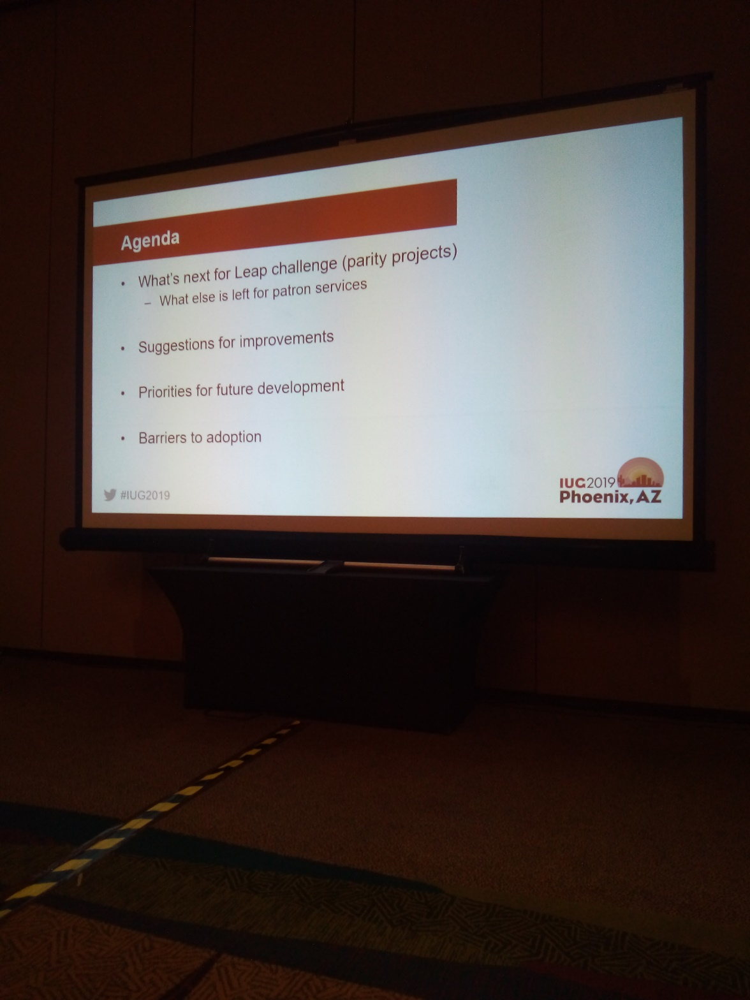 Agenda
• What's next for Leap challenge (parity projects)
– What else is left for patron services
• Suggestions for improvements
• Priorities for future development
• Barriers to adoption
#IUG2019
IUG2019
Phoenix, AZ